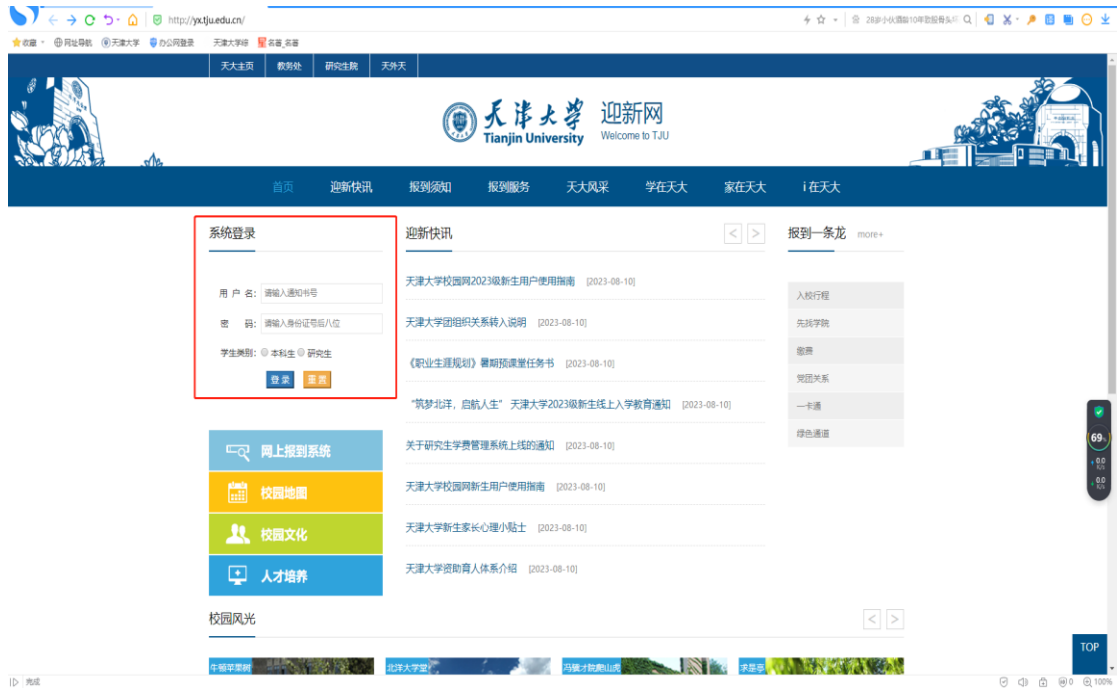 http://yx.tju.edu.cn/
收藏 网址导航 天津大学 办公网登录 天津大学综 星名著_名著
天大主页 教务处 研究生院 天外天
天津大学 迎新网
Tianjin University Welcome to TJU
首页 迎新快讯 报到须知 报到服务 天大风采 学在天大 家在天大 i 在天大
系统登录
用 户 名: 请输入通知书号
密 码: 请输入身份证号后八位
学生类别: 本科生 研究生
登 录 重 置
网上报到系统
校园地图
校园文化
人才培养
迎新快讯 < >
天津大学校园网2023级新生用户使用指南 [2023-08-10]
天津大学团组织关系转入说明 [2023-08-10]
《职业生涯规划》暑期预课堂任务书 [2023-08-10]
“筑梦北洋，启航人生” 天津大学2023级新生线上入学教育通知 [2023-08-10]
关于研究生学费管理系统上线的通知 [2023-08-10]
天津大学校园网新生用户使用指南 [2023-08-10]
天津大学新生家长心理小贴士 [2023-08-10]
天津大学资助育人体系介绍 [2023-08-10]
报到一条龙 more+
入校行程
先找学院
缴费
党团关系
一卡通
绿色通道
69%
0.0
K/s
0.0
K/s
校园风光 < >
TOP
牛顿苹果树 北洋大学堂 冯骥才院爬山虎 求是亭
完成 0 100%